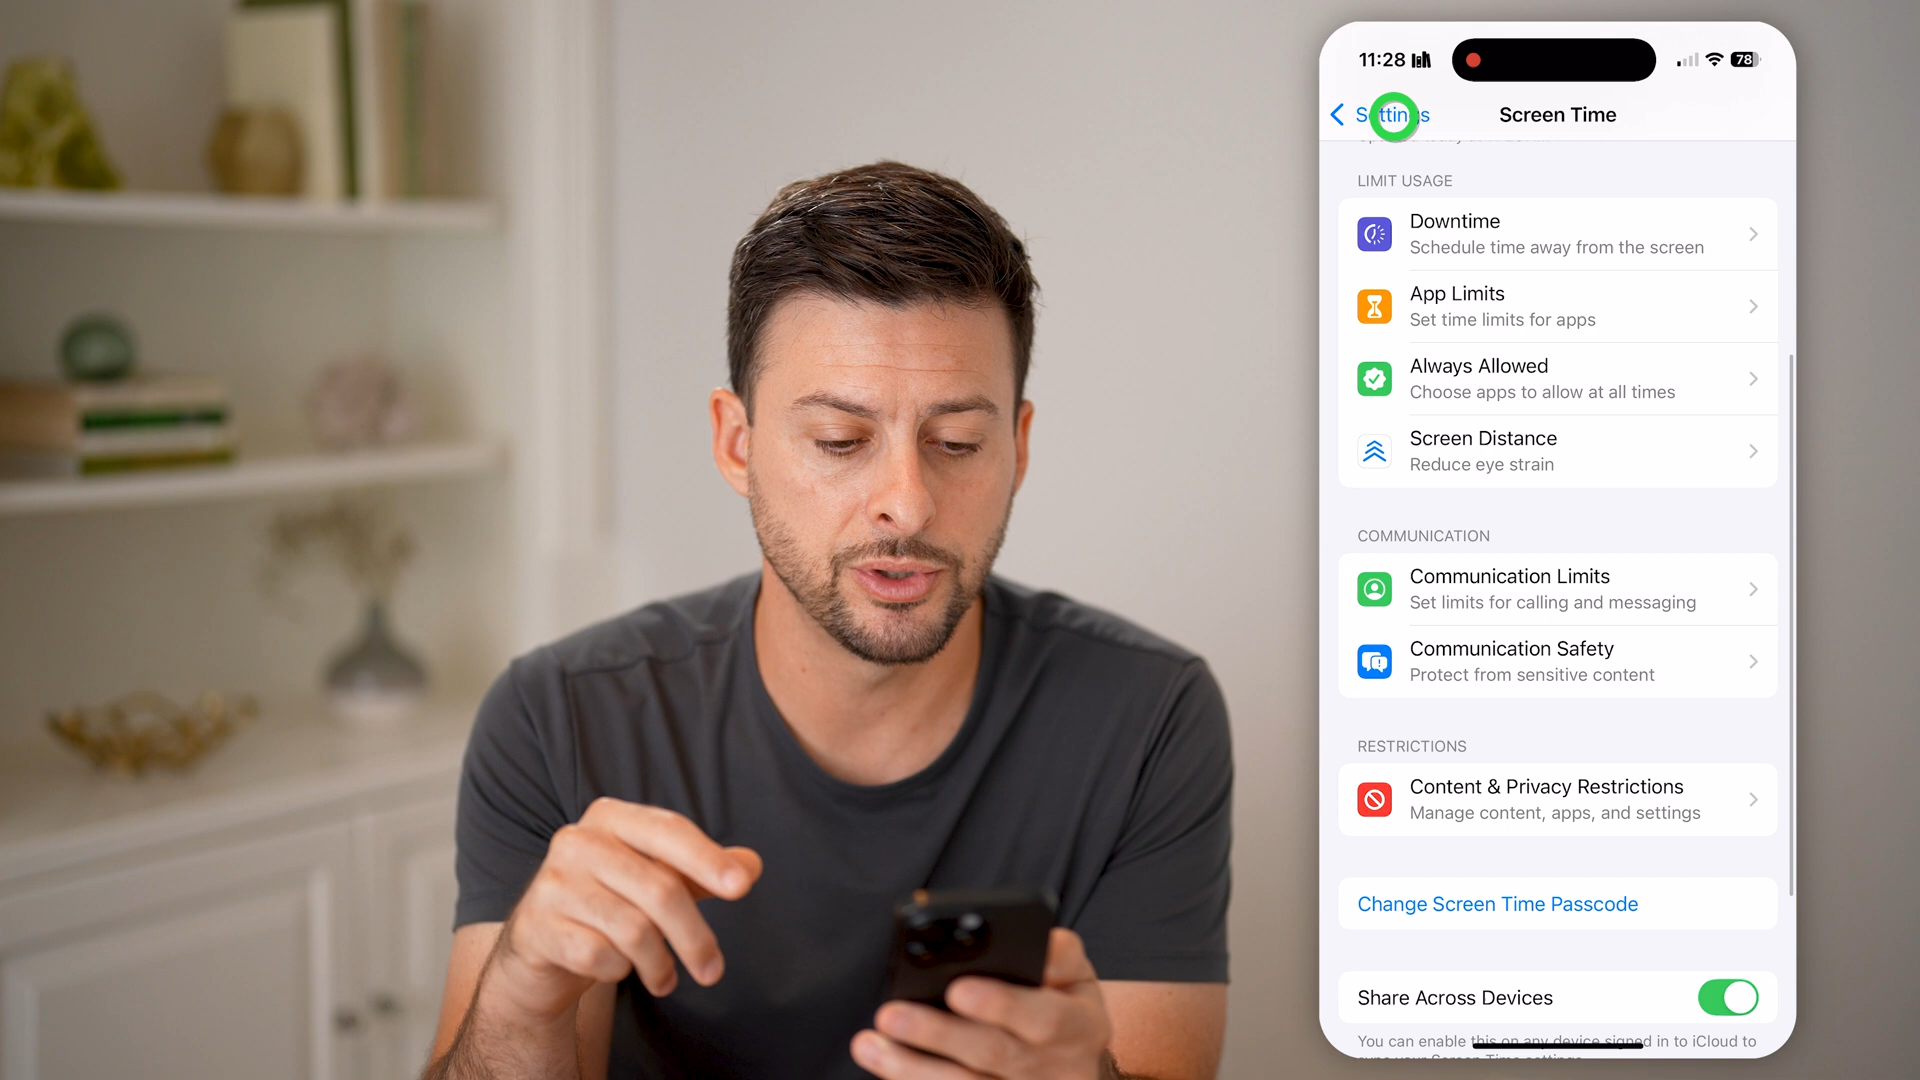 11:28
78
Settings
Screen Time
LIMIT USAGE
Downtime
Schedule time away from the screen
App Limits
Set time limits for apps
Always Allowed
Choose apps to allow at all times
Screen Distance
Reduce eye strain
COMMUNICATION
Communication Limits
Set limits for calling and messaging
Communication Safety
Protect from sensitive content
RESTRICTIONS
Content & Privacy Restrictions
Manage content, apps, and settings
Change Screen Time Passcode
Share Across Devices
You can enable this on any device signed in to iCloud to